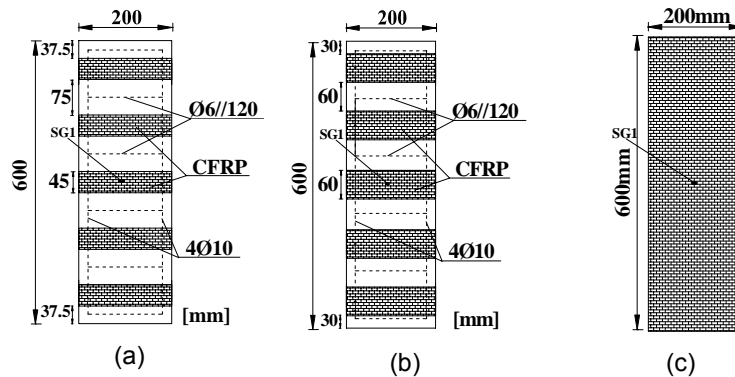 200
37.5
75
SG1
600
45
37.5
Ø6//120
CFRP
4Ø10
[mm]
(a)
200
30
60
SG1
600
60
30
Ø6//120
CFRP
4Ø10
[mm]
(b)
200mm
SG1
600mm
(c)